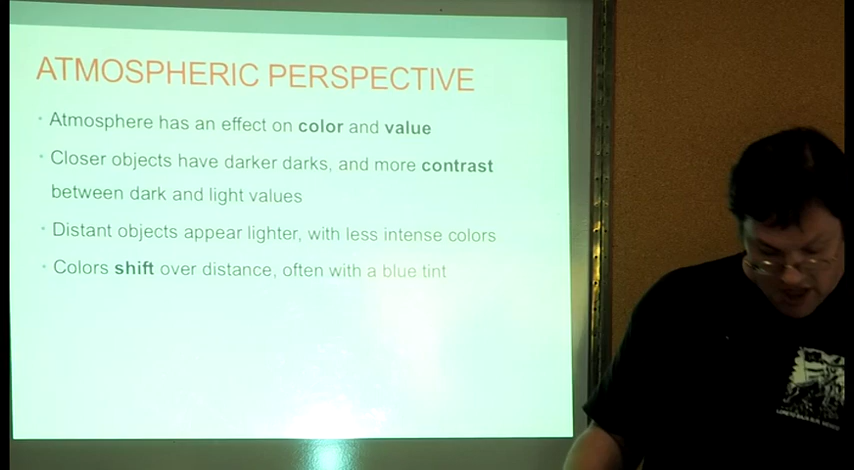 ATMOSPHERIC PERSPECTIVE
• Atmosphere has an effect on color and value
• Closer objects have darker darks, and more contrast
between dark and light values
• Distant objects appear lighter, with less intense colors
• Colors shift over distance, often with a blue tint